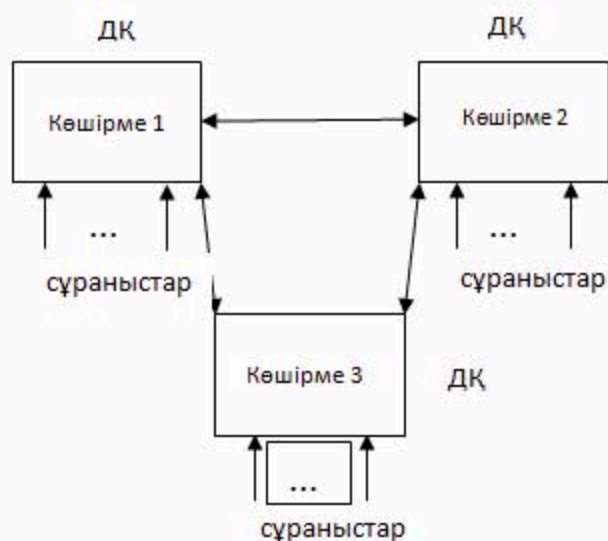 ДҚ
ДҚ
Көшірме 1
Көшірме 2
...
...
сұраныстар
сұраныстар
Көшірме 3
ДҚ
...
сұраныстар